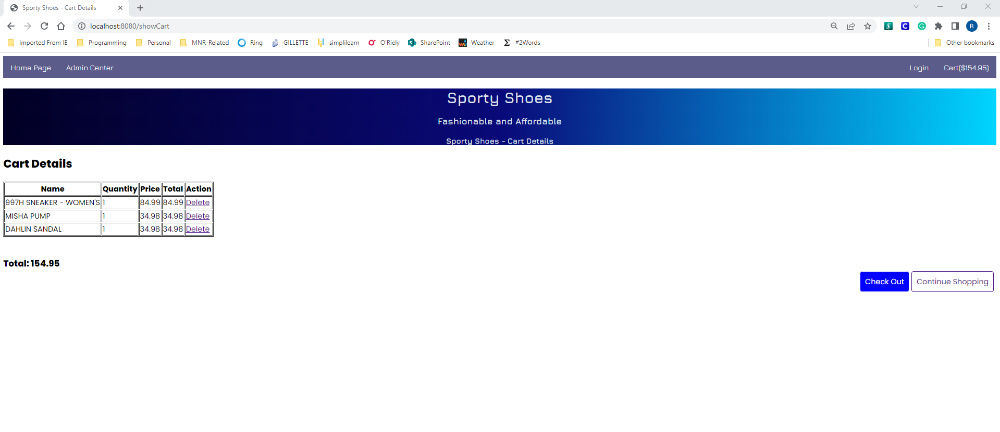 Sporty Shoes - Cart Details
localhost:8080/showCart
Imported From IE Programming Personal MNR-Related Ring GILLETTE simplilearn O'Riely SharePoint Weather #2Words Other bookmarks
Home Page Admin Center Login Cart($154.95)
Sporty Shoes
Fashionable and Affordable
Sporty Shoes - Cart Details
Cart Details
Name Quantity Price Total Action
997H SNEAKER - WOMEN'S 1 84.99 84.99 Delete
MISHA PUMP 1 34.98 34.98 Delete
DAHLIN SANDAL 1 34.98 34.98 Delete
Total: 154.95
Check Out Continue Shopping